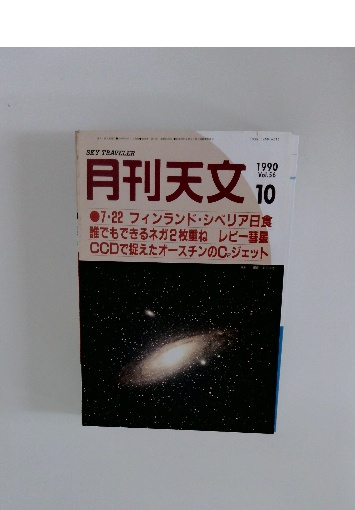 SKY TRAVELER
月刊天文
1990
Vol.56
10
●7・22 フィンランド・シベリア日食
誰でもできるネガ2枚重ね レビー彗星
CCDで捉えたオースチンのC₂ジェット